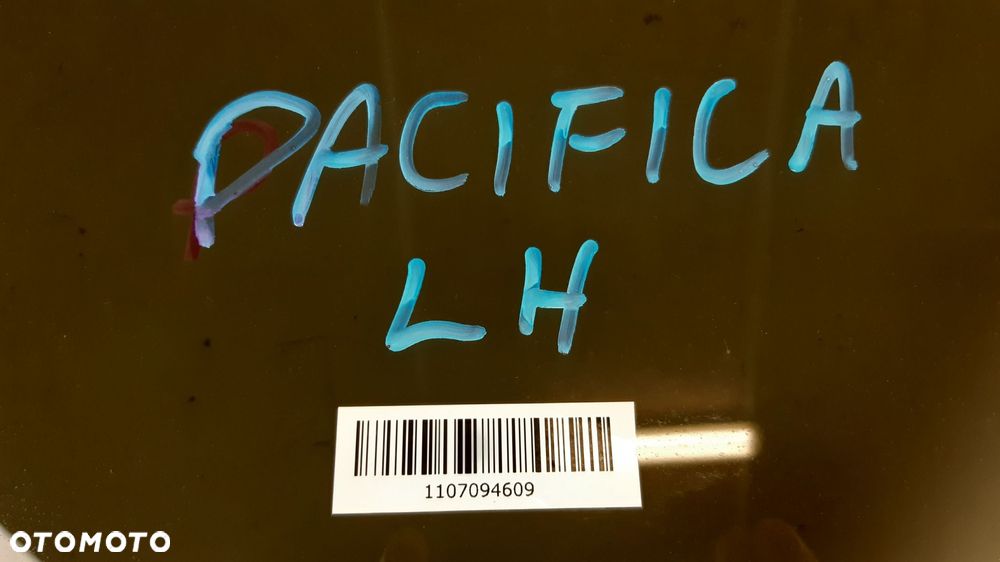 PACIFICA
LH
1107094609
OTOMOTO